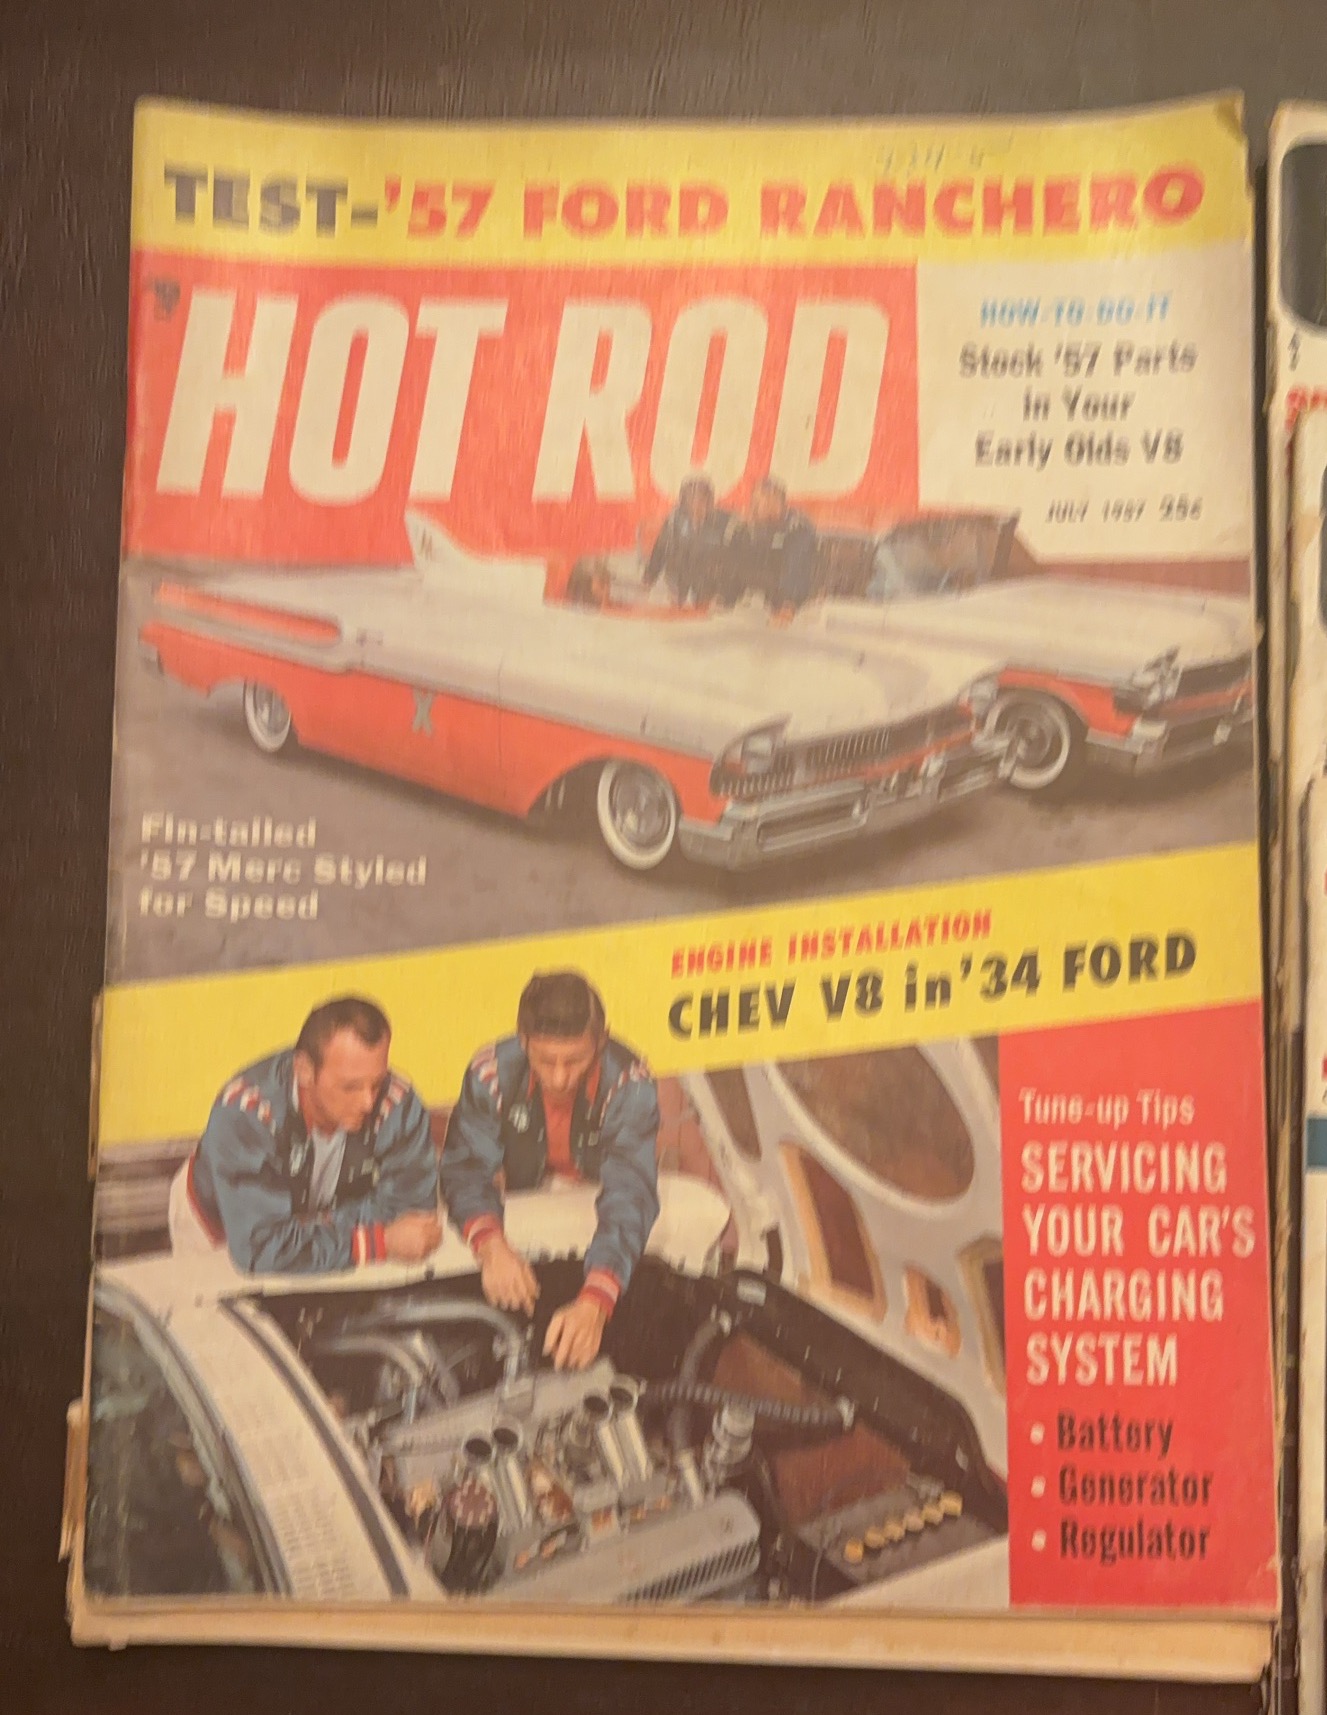 TEST-'57 FORD RANCHERO
HOT ROD
HOW-TO-DO-IT
Stock '57 Parts
in Your
Early Olds V8
JULY 1957 25¢
X
Fin-tailed
'57 Merc Styled
for Speed
ENGINE INSTALLATION
CHEV V8 in '34 FORD
Tune-up Tips
SERVICING
YOUR CAR'S
CHARGING
SYSTEM
• Battery
• Generator
• Regulator